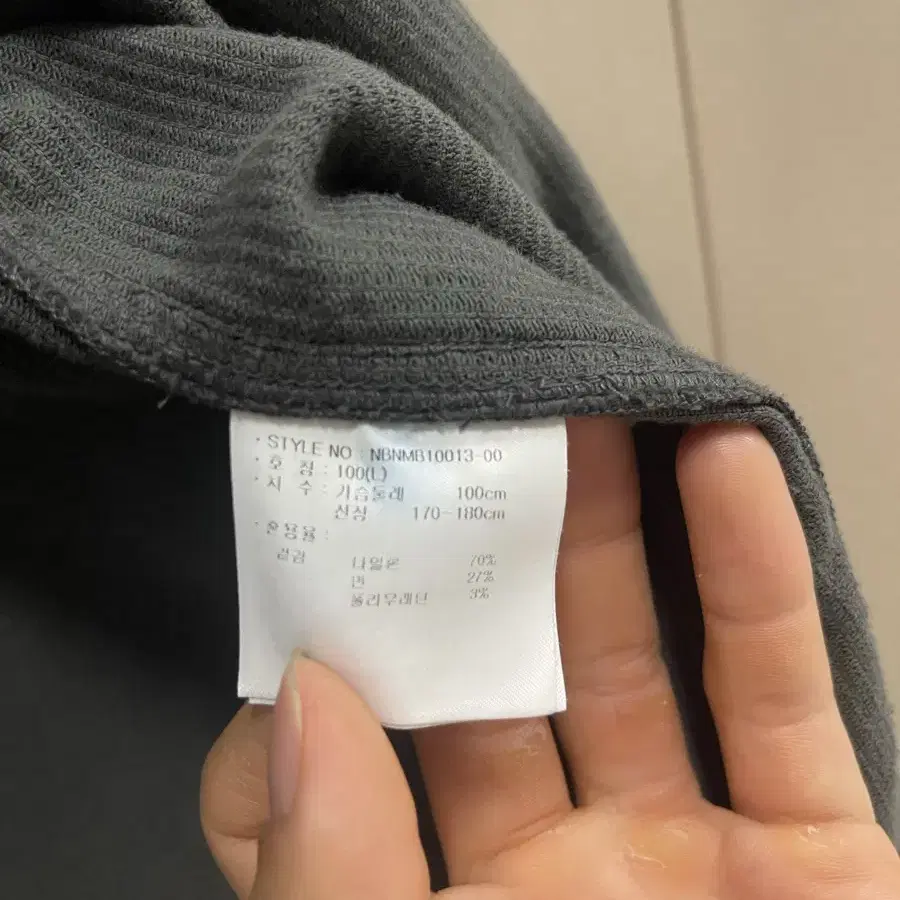 · STYLE NO : NBNMB10013-00
· 호 칭 : 100(L)
· 치 수 : 기슴둘레 100cm
신장 170-180cm
· 혼용율 :
겉감 나일론 70%
면 27%
폴리우레탄 3%